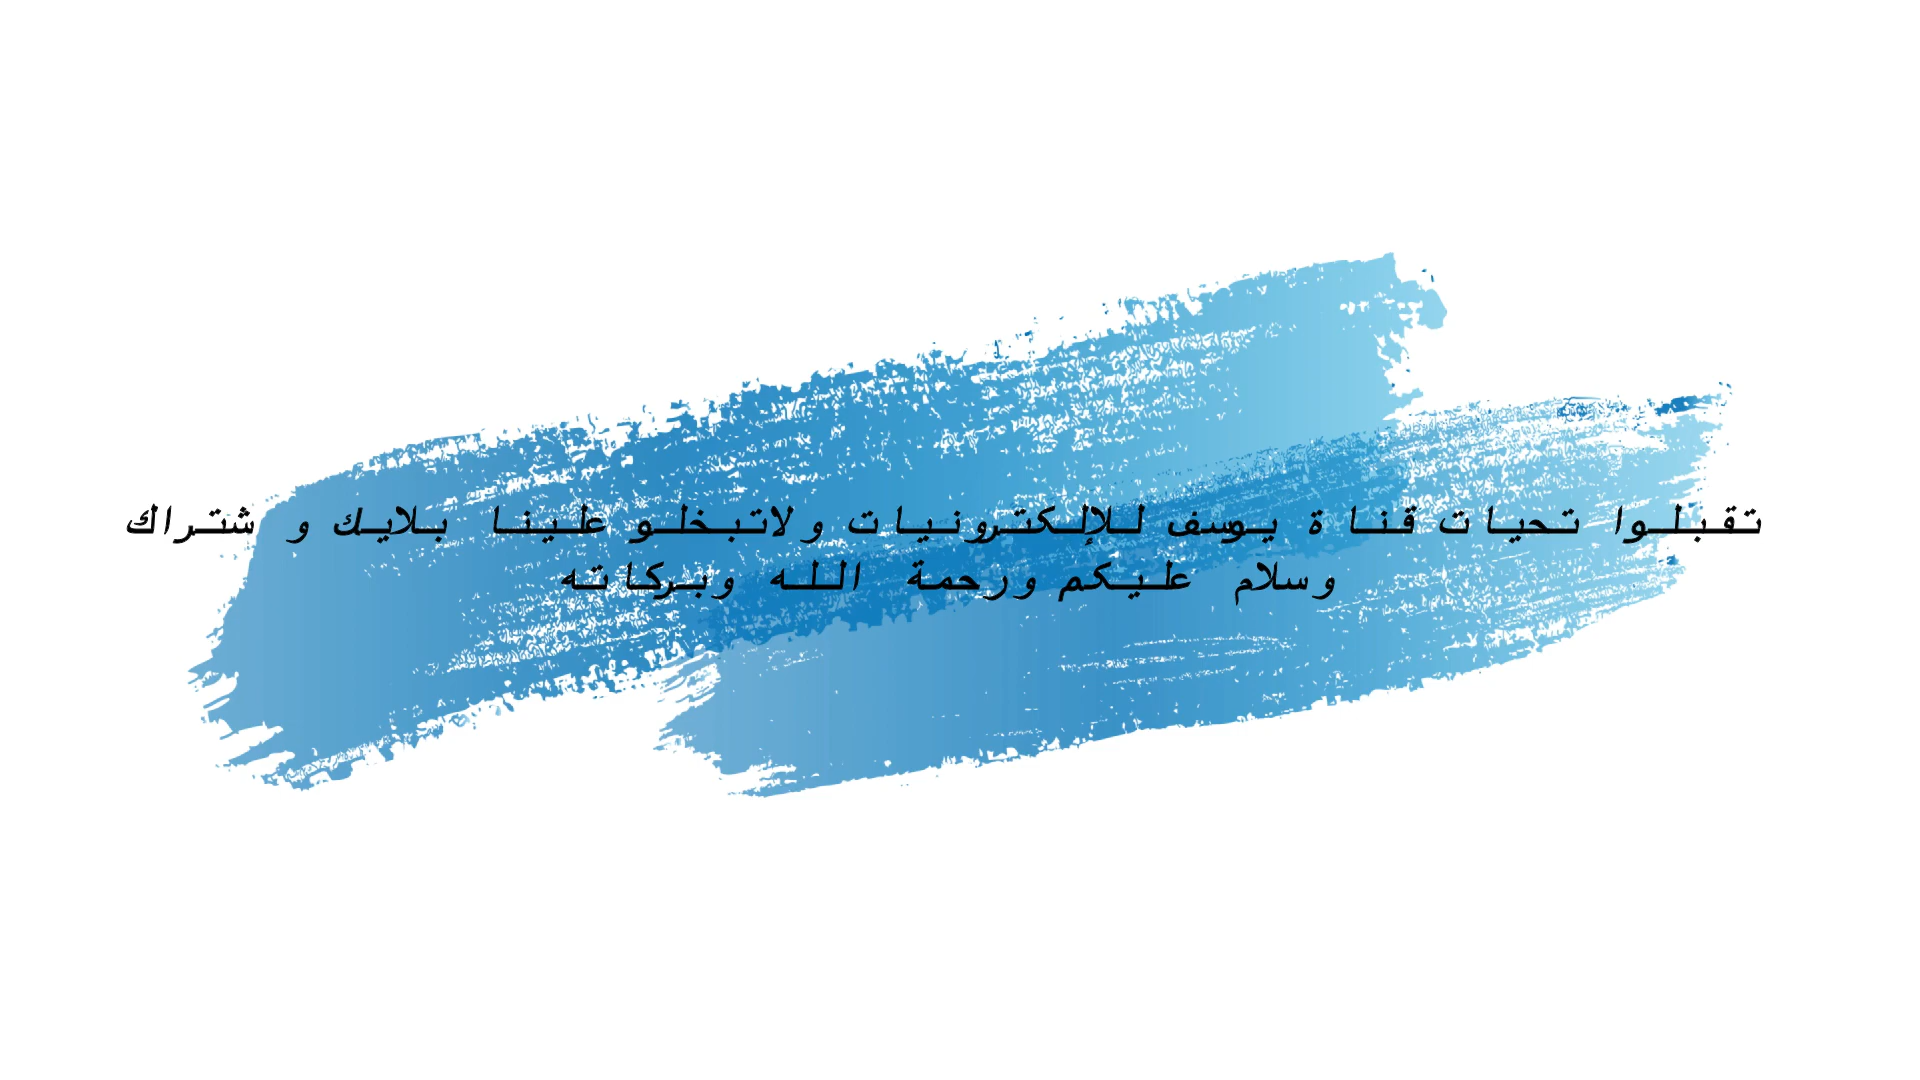 تقبلوا تحيات قناة يوسف للإلكترونيات ولاتبخلو علينا بلايك و شتراك
وسلام عليكم ورحمة الله وبركاته